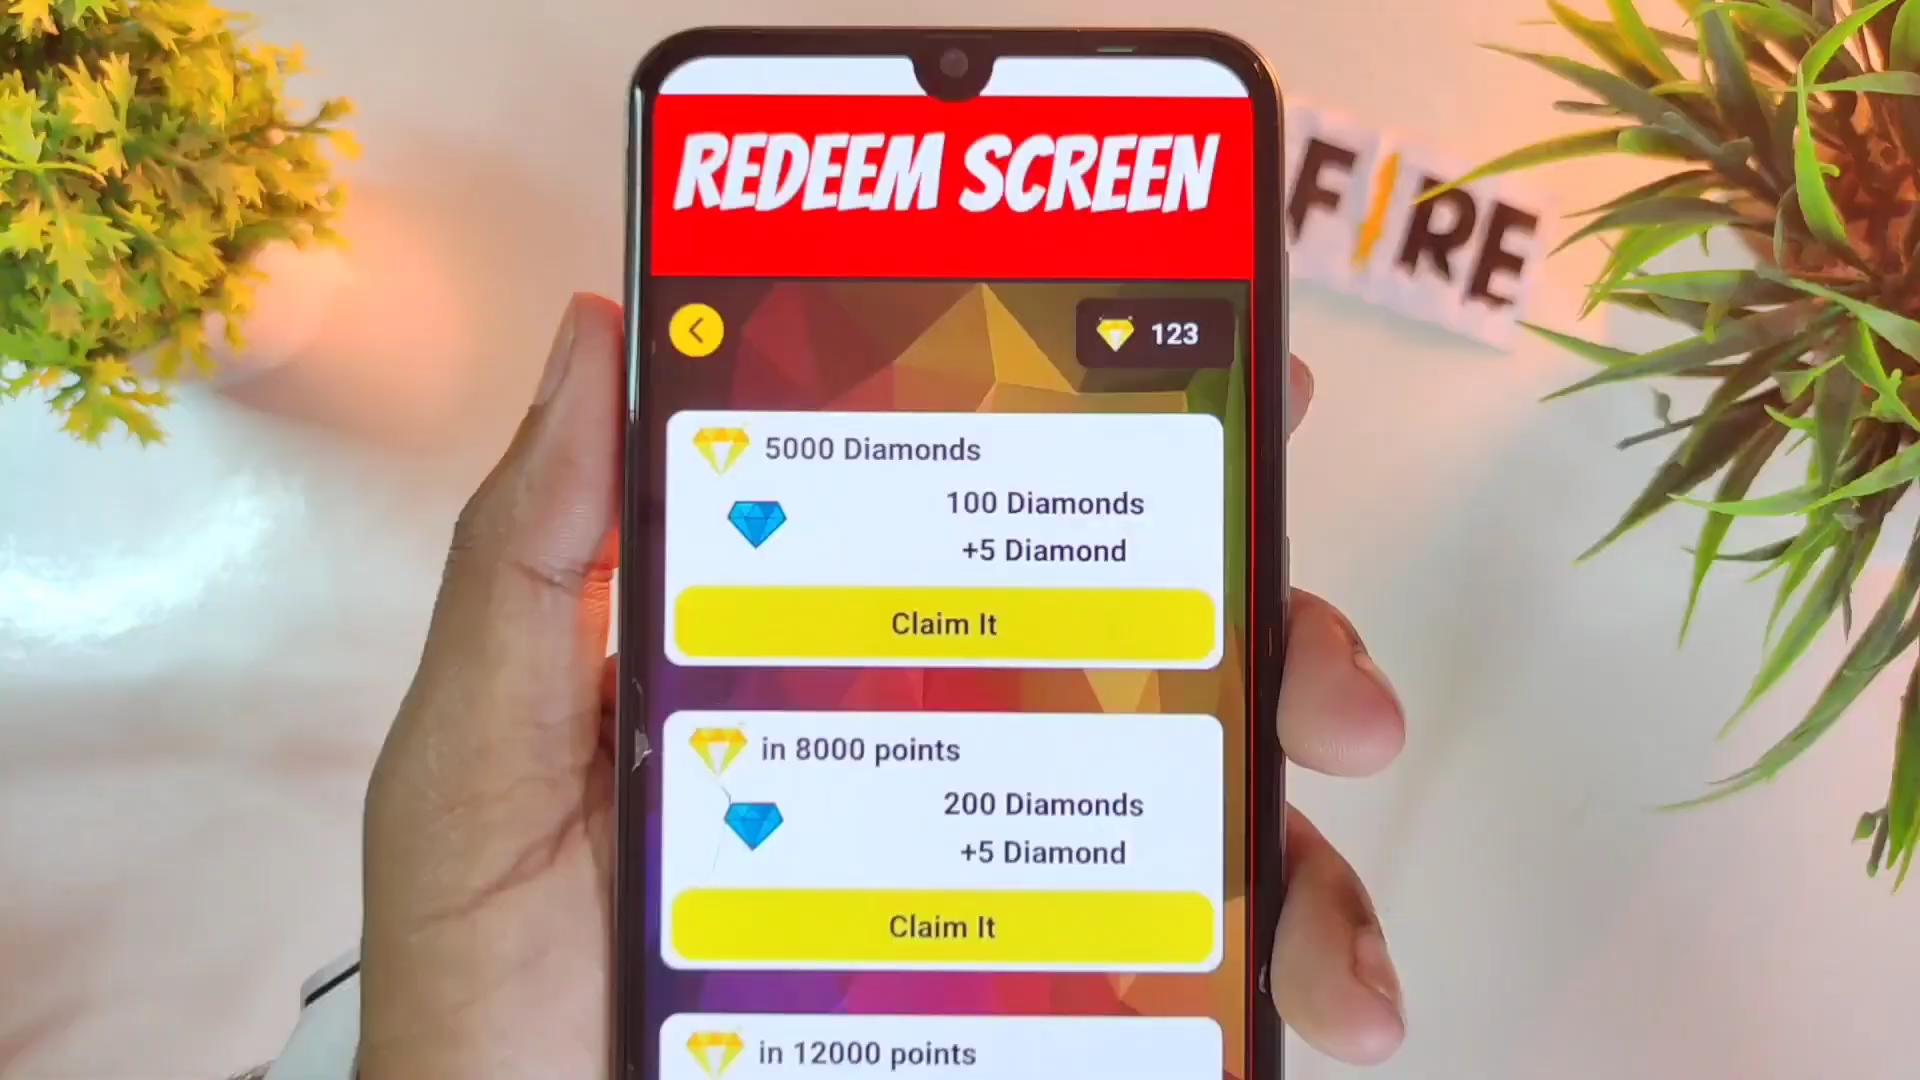 REDEEM SCREEN
FIRE
123
5000 Diamonds
100 Diamonds
+5 Diamond
Claim It
in 8000 points
200 Diamonds
+5 Diamond
Claim It
in 12000 points